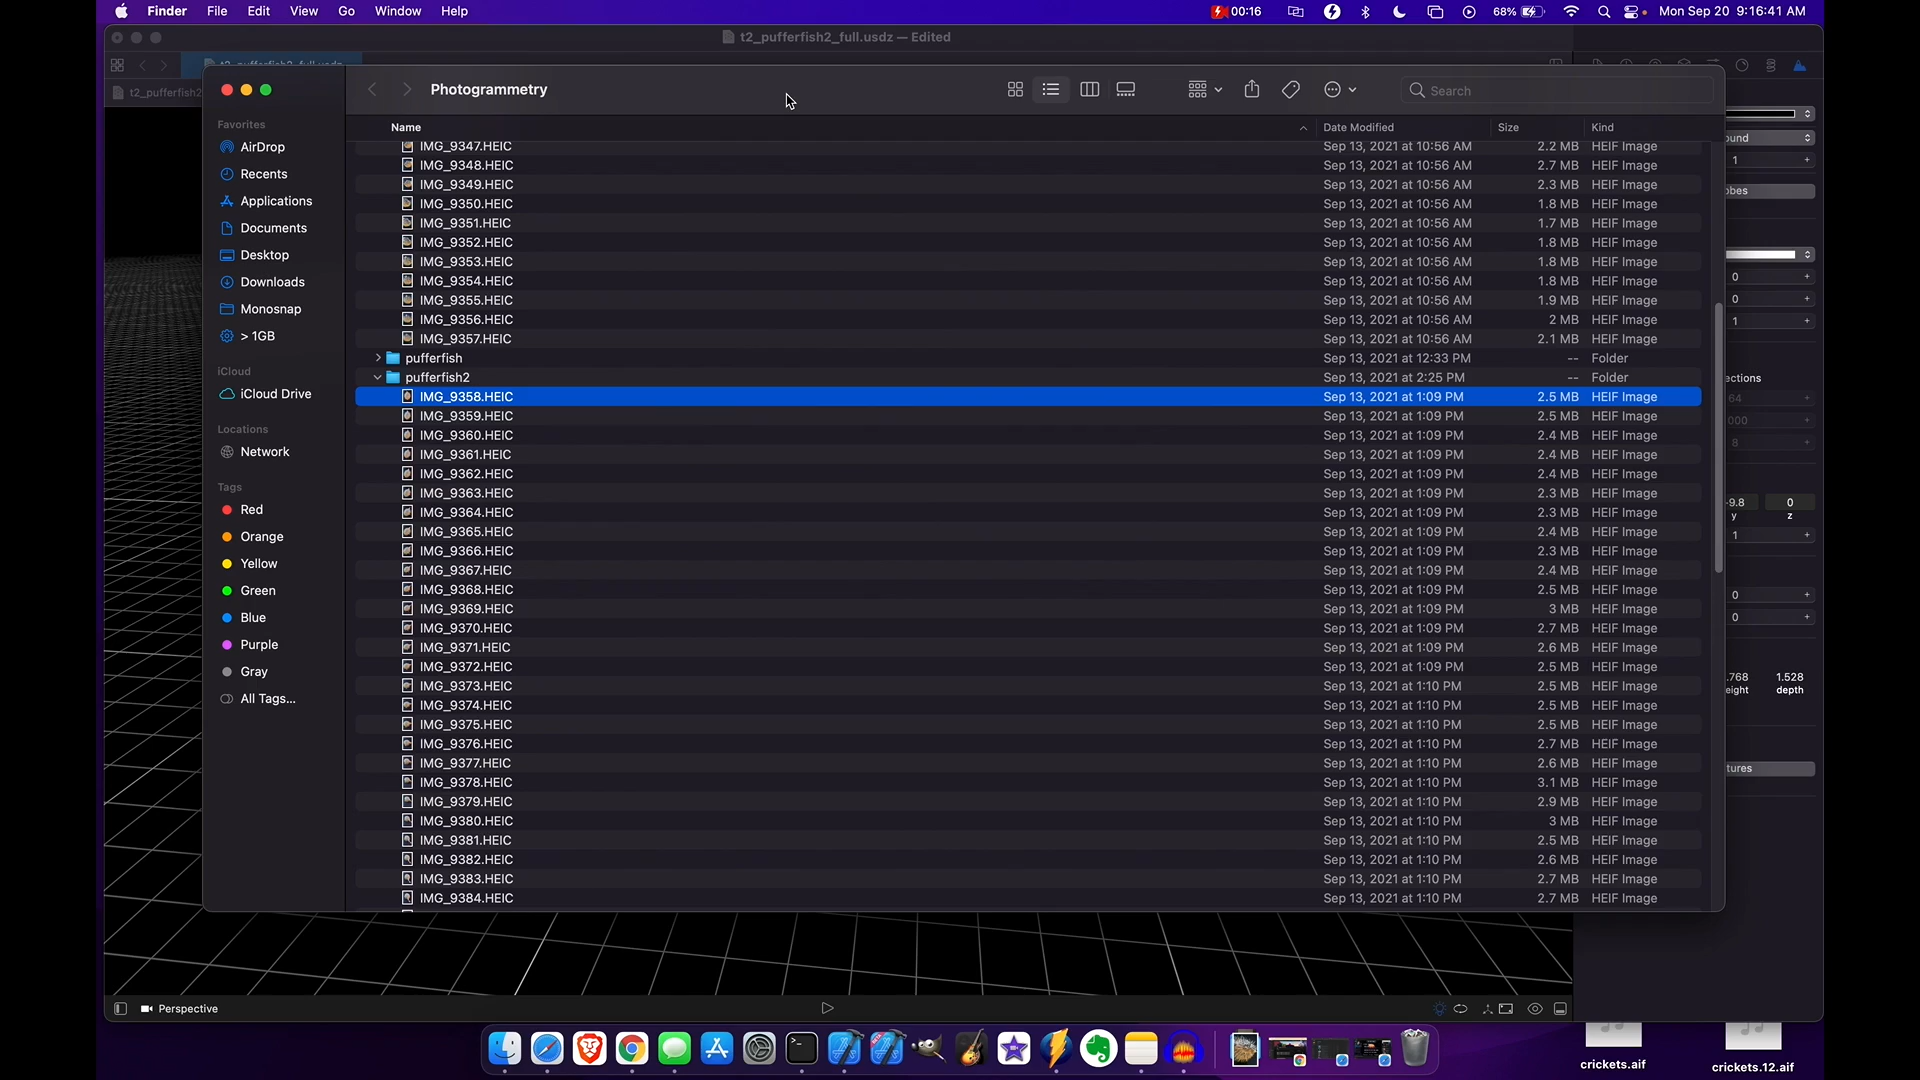 Finder File Edit View Go Window Help 00:16 68% Mon Sep 20 9:16:41 AM
t2_pufferfish2_full.usdz — Edited
t2_pufferfish2_full.usdz
t2_pufferfish2
Photogrammetry
Search
Favorites
AirDrop
Recents
Applications
Documents
Desktop
Downloads
Monosnap
> 1GB
iCloud
iCloud Drive
Locations
Network
Tags
Red
Orange
Yellow
Green
Blue
Purple
Gray
All Tags...
Name Date Modified Size Kind
IMG_9347.HEIC Sep 13, 2021 at 10:56 AM 2.2 MB HEIF Image
IMG_9348.HEIC Sep 13, 2021 at 10:56 AM 2.7 MB HEIF Image
IMG_9349.HEIC Sep 13, 2021 at 10:56 AM 2.3 MB HEIF Image
IMG_9350.HEIC Sep 13, 2021 at 10:56 AM 1.8 MB HEIF Image
IMG_9351.HEIC Sep 13, 2021 at 10:56 AM 1.7 MB HEIF Image
IMG_9352.HEIC Sep 13, 2021 at 10:56 AM 1.8 MB HEIF Image
IMG_9353.HEIC Sep 13, 2021 at 10:56 AM 1.8 MB HEIF Image
IMG_9354.HEIC Sep 13, 2021 at 10:56 AM 1.8 MB HEIF Image
IMG_9355.HEIC Sep 13, 2021 at 10:56 AM 1.9 MB HEIF Image
IMG_9356.HEIC Sep 13, 2021 at 10:56 AM 2 MB HEIF Image
IMG_9357.HEIC Sep 13, 2021 at 10:56 AM 2.1 MB HEIF Image
pufferfish Sep 13, 2021 at 12:33 PM -- Folder
pufferfish2 Sep 13, 2021 at 2:25 PM -- Folder
IMG_9358.HEIC Sep 13, 2021 at 1:09 PM 2.5 MB HEIF Image
IMG_9359.HEIC Sep 13, 2021 at 1:09 PM 2.5 MB HEIF Image
IMG_9360.HEIC Sep 13, 2021 at 1:09 PM 2.4 MB HEIF Image
IMG_9361.HEIC Sep 13, 2021 at 1:09 PM 2.4 MB HEIF Image
IMG_9362.HEIC Sep 13, 2021 at 1:09 PM 2.4 MB HEIF Image
IMG_9363.HEIC Sep 13, 2021 at 1:09 PM 2.3 MB HEIF Image
IMG_9364.HEIC Sep 13, 2021 at 1:09 PM 2.3 MB HEIF Image
IMG_9365.HEIC Sep 13, 2021 at 1:09 PM 2.4 MB HEIF Image
IMG_9366.HEIC Sep 13, 2021 at 1:09 PM 2.3 MB HEIF Image
IMG_9367.HEIC Sep 13, 2021 at 1:09 PM 2.4 MB HEIF Image
IMG_9368.HEIC Sep 13, 2021 at 1:09 PM 2.5 MB HEIF Image
IMG_9369.HEIC Sep 13, 2021 at 1:09 PM 3 MB HEIF Image
IMG_9370.HEIC Sep 13, 2021 at 1:09 PM 2.7 MB HEIF Image
IMG_9371.HEIC Sep 13, 2021 at 1:09 PM 2.6 MB HEIF Image
IMG_9372.HEIC Sep 13, 2021 at 1:09 PM 2.5 MB HEIF Image
IMG_9373.HEIC Sep 13, 2021 at 1:10 PM 2.5 MB HEIF Image
IMG_9374.HEIC Sep 13, 2021 at 1:10 PM 2.5 MB HEIF Image
IMG_9375.HEIC Sep 13, 2021 at 1:10 PM 2.5 MB HEIF Image
IMG_9376.HEIC Sep 13, 2021 at 1:10 PM 2.7 MB HEIF Image
IMG_9377.HEIC Sep 13, 2021 at 1:10 PM 2.6 MB HEIF Image
IMG_9378.HEIC Sep 13, 2021 at 1:10 PM 3.1 MB HEIF Image
IMG_9379.HEIC Sep 13, 2021 at 1:10 PM 2.9 MB HEIF Image
IMG_9380.HEIC Sep 13, 2021 at 1:10 PM 3 MB HEIF Image
IMG_9381.HEIC Sep 13, 2021 at 1:10 PM 2.5 MB HEIF Image
IMG_9382.HEIC Sep 13, 2021 at 1:10 PM 2.6 MB HEIF Image
IMG_9383.HEIC Sep 13, 2021 at 1:10 PM 2.7 MB HEIF Image
IMG_9384.HEIC Sep 13, 2021 at 1:10 PM 2.7 MB HEIF Image
ound
1 +
obes
0 +
0 +
1 +
ections
64 +
000 +
8 +
-9.8 0
y z
1 +
0 +
0 +
.768 1.528
eight depth
tures
Perspective
crickets.aif
crickets.12.aif